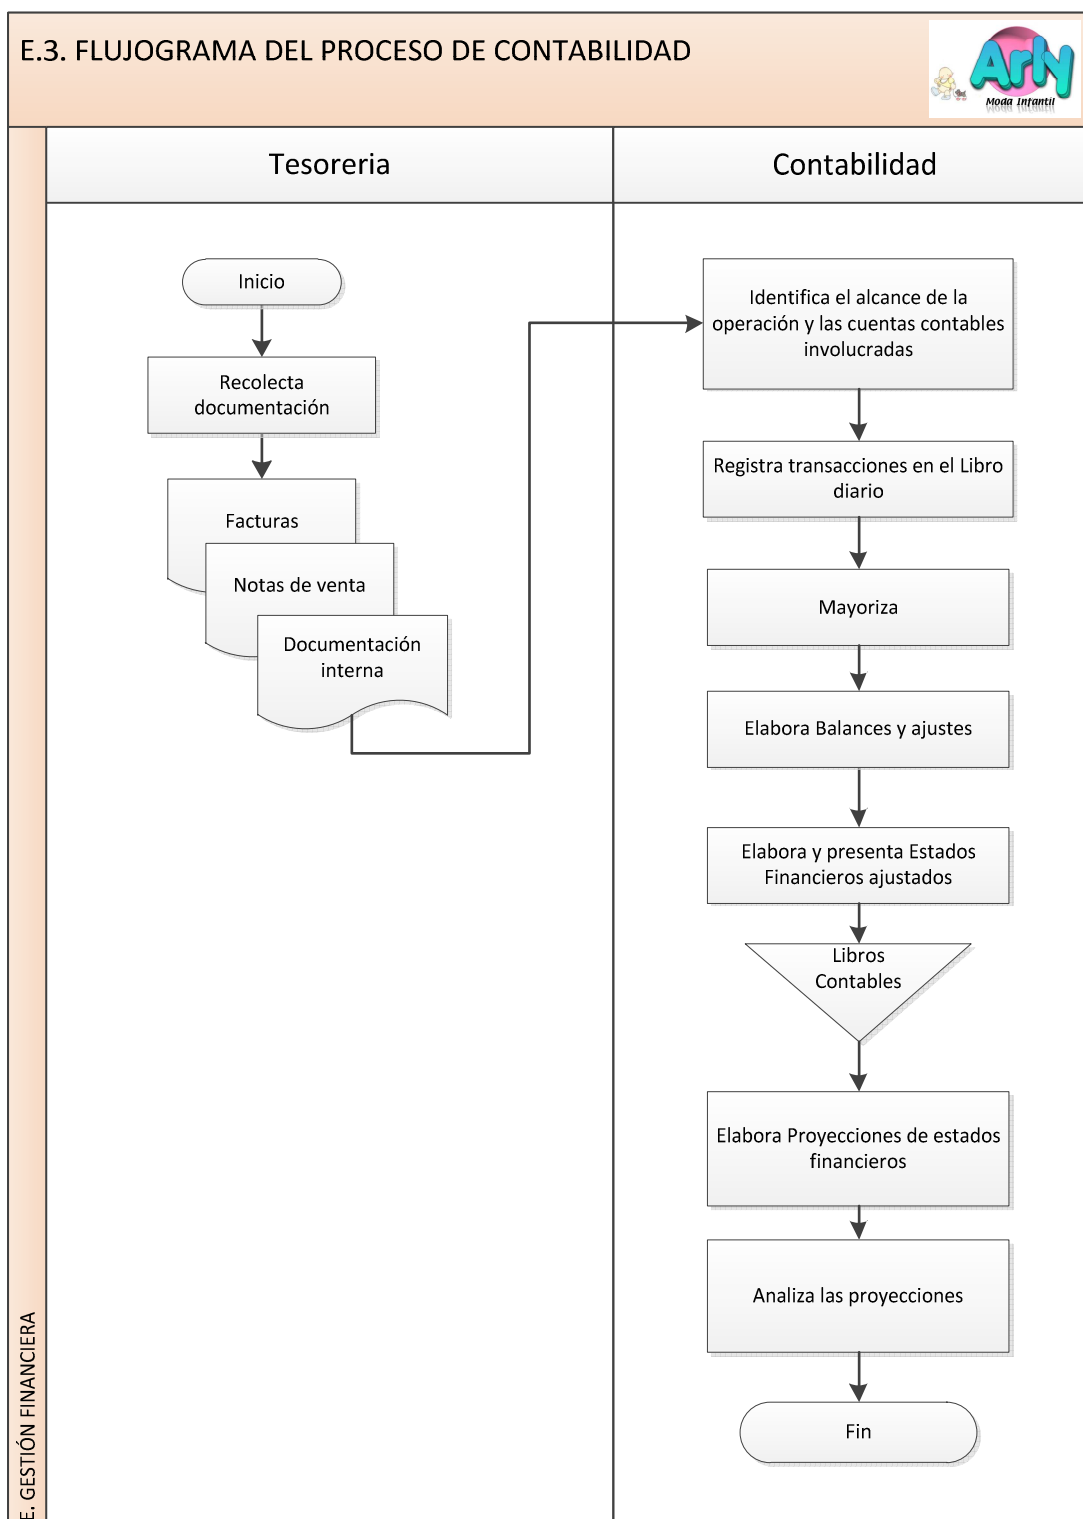 E.3. FLUJOGRAMA DEL PROCESO DE CONTABILIDAD
Arly
Moda Infantil
Tesoreria
Contabilidad
Inicio
Recolecta
documentación
Facturas
Notas de venta
Documentación
interna
Identifica el alcance de la
operación y las cuentas contables
involucradas
Registra transacciones en el Libro
diario
Mayoriza
Elabora Balances y ajustes
Elabora y presenta Estados
Financieros ajustados
Libros
Contables
Elabora Proyecciones de estados
financieros
Analiza las proyecciones
Fin
E. GESTIÓN FINANCIERA